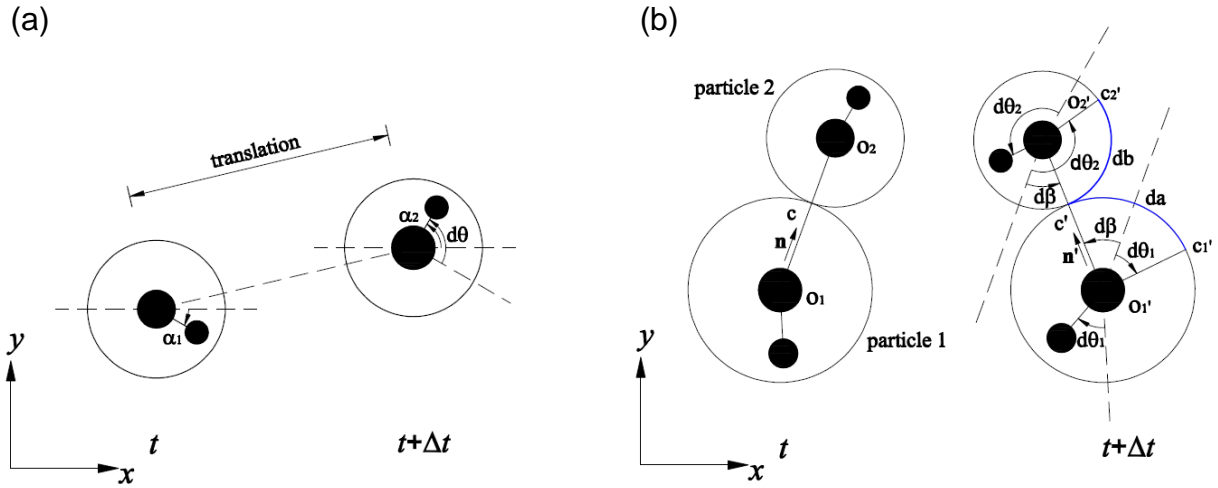 (a)
translation
α₁
α₂
dθ
y
x
t
t+Δt
(b)
particle 2
o₂
c
n
o₁
particle 1
y
x
t
dθ₂
o₂'
c₂'
dθ₂
db
dβ
da
c'
n'
dβ
dθ₁
c₁'
o₁'
dθ₁
t+Δt